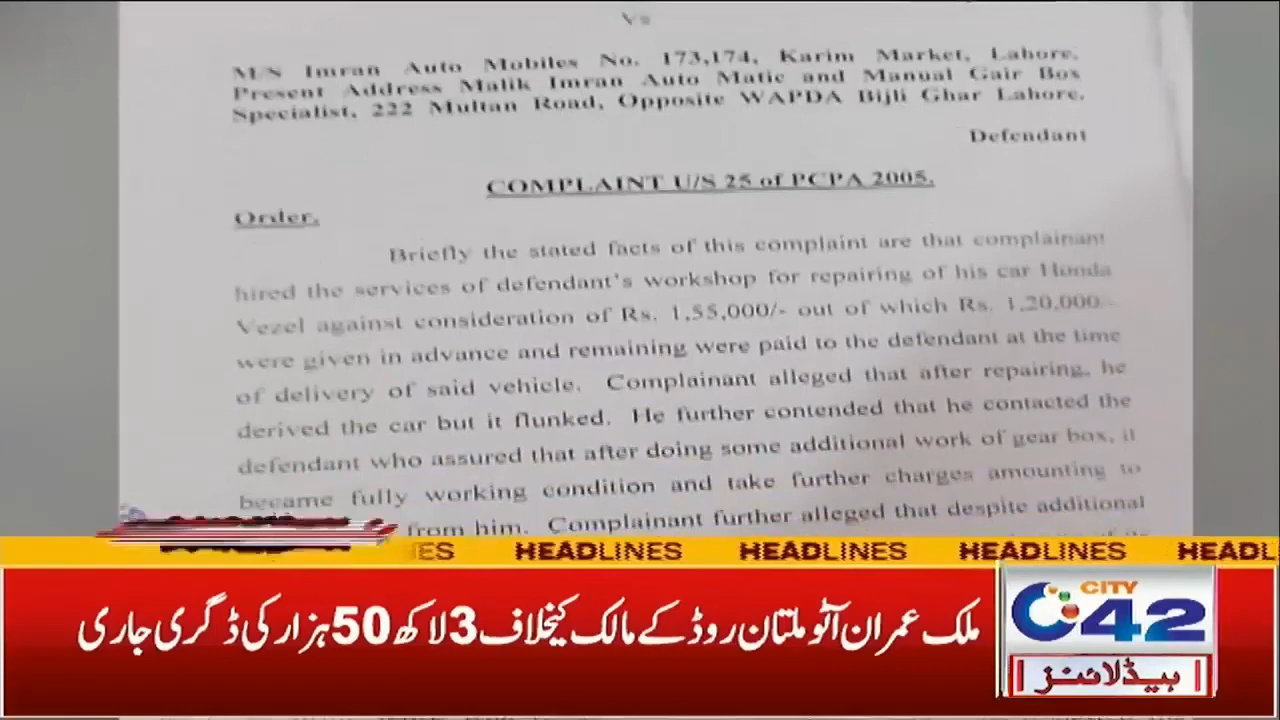 Vs
M/S Imran Auto Mobiles No. 173,174, Karim Market, Lahore.
Present Address Malik Imran Auto Matic and Manual Gair Box
Specialist, 222 Multan Road, Opposite WAPDA Bijli Ghar Lahore.
Defendant
COMPLAINT U/S 25 of PCPA 2005.
Order.
Briefly the stated facts of this complaint are that complainant
hired the services of defendant's workshop for repairing of his car Honda
Vezel against consideration of Rs. 1,55,000/- out of which Rs. 1,20,000/-
were given in advance and remaining were paid to the defendant at the time
of delivery of said vehicle. Complainant alleged that after repairing, he
derived the car but it flunked. He further contended that he contacted the
defendant who assured that after doing some additional work of gear box, it
became fully working condition and take further charges amounting to
from him. Complainant further alleged that despite additional
HEADLINES HEADLINES HEADLINES HEADL
ملک عمران آٹو ملتان روڈ کے مالک کیخلاف 3 لاکھ 50 ہزار کی ڈگری جاری
CITY
42
ہیڈلائنز